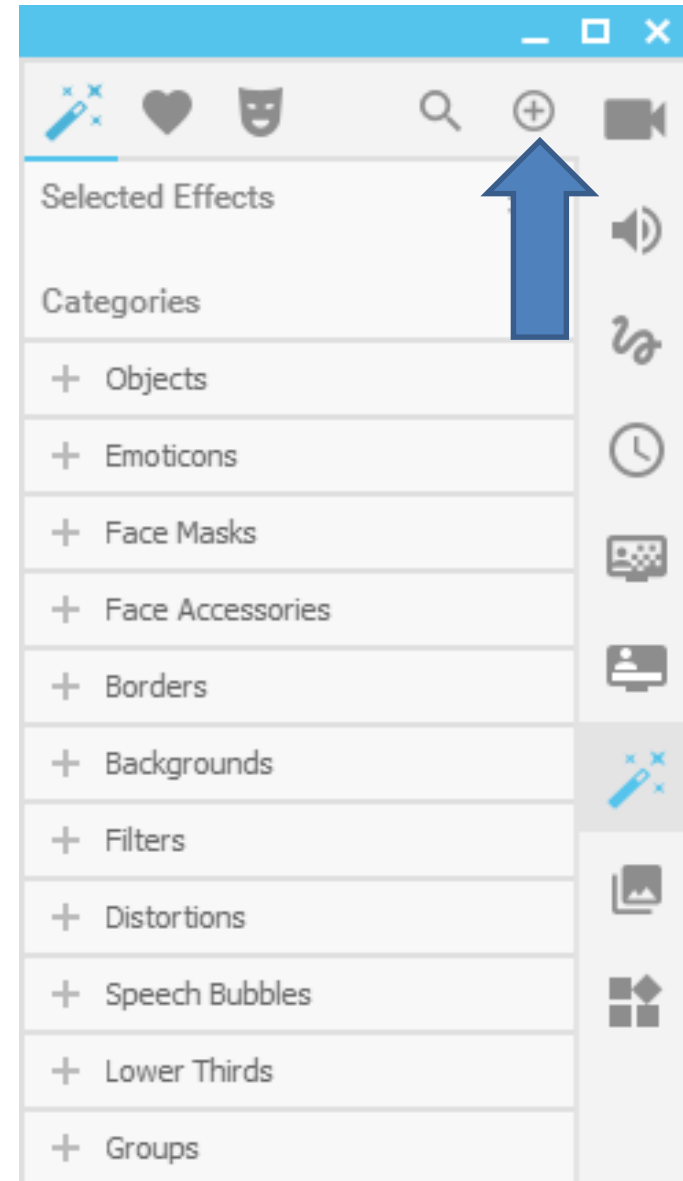 Selected Effects
Categories
Objects
Emoticons
Face Masks
Face Accessories
Borders
Backgrounds
Filters
Distortions
Speech Bubbles
Lower Thirds
Groups